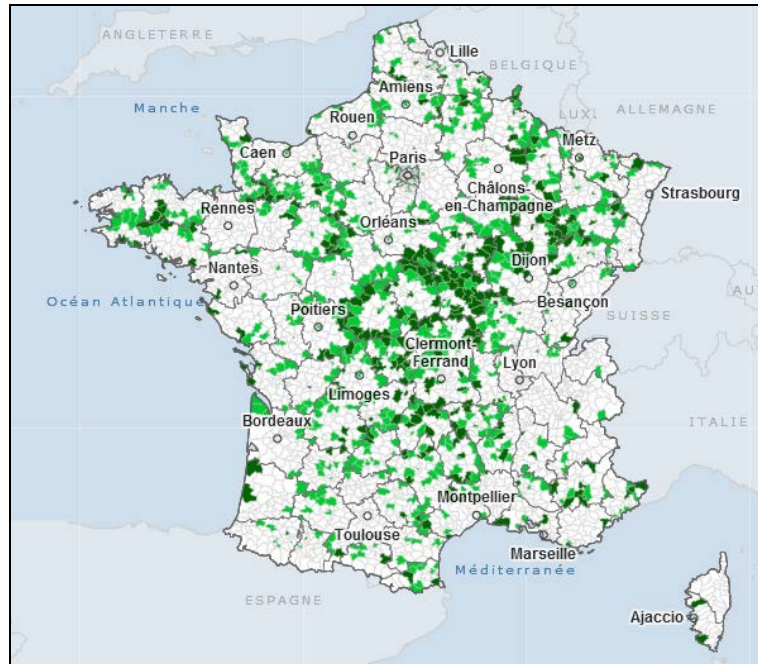 ANGLETERRE
Lille
BELGIQUE
Amiens
Manche
Rouen
LUX.
ALLEMAGNE
Metz
Caen
Paris
Châlons-
en-Champagne
Strasbourg
Rennes
Orléans
Dijon
Nantes
Besançon
Océan Atlantique
Poitiers
SUISSE
AU
Clermont-
Ferrand
Lyon
Limoges
Bordeaux
ITALIE
Montpellier
Toulouse
Marseille
Méditerranée
ESPAGNE
Ajaccio